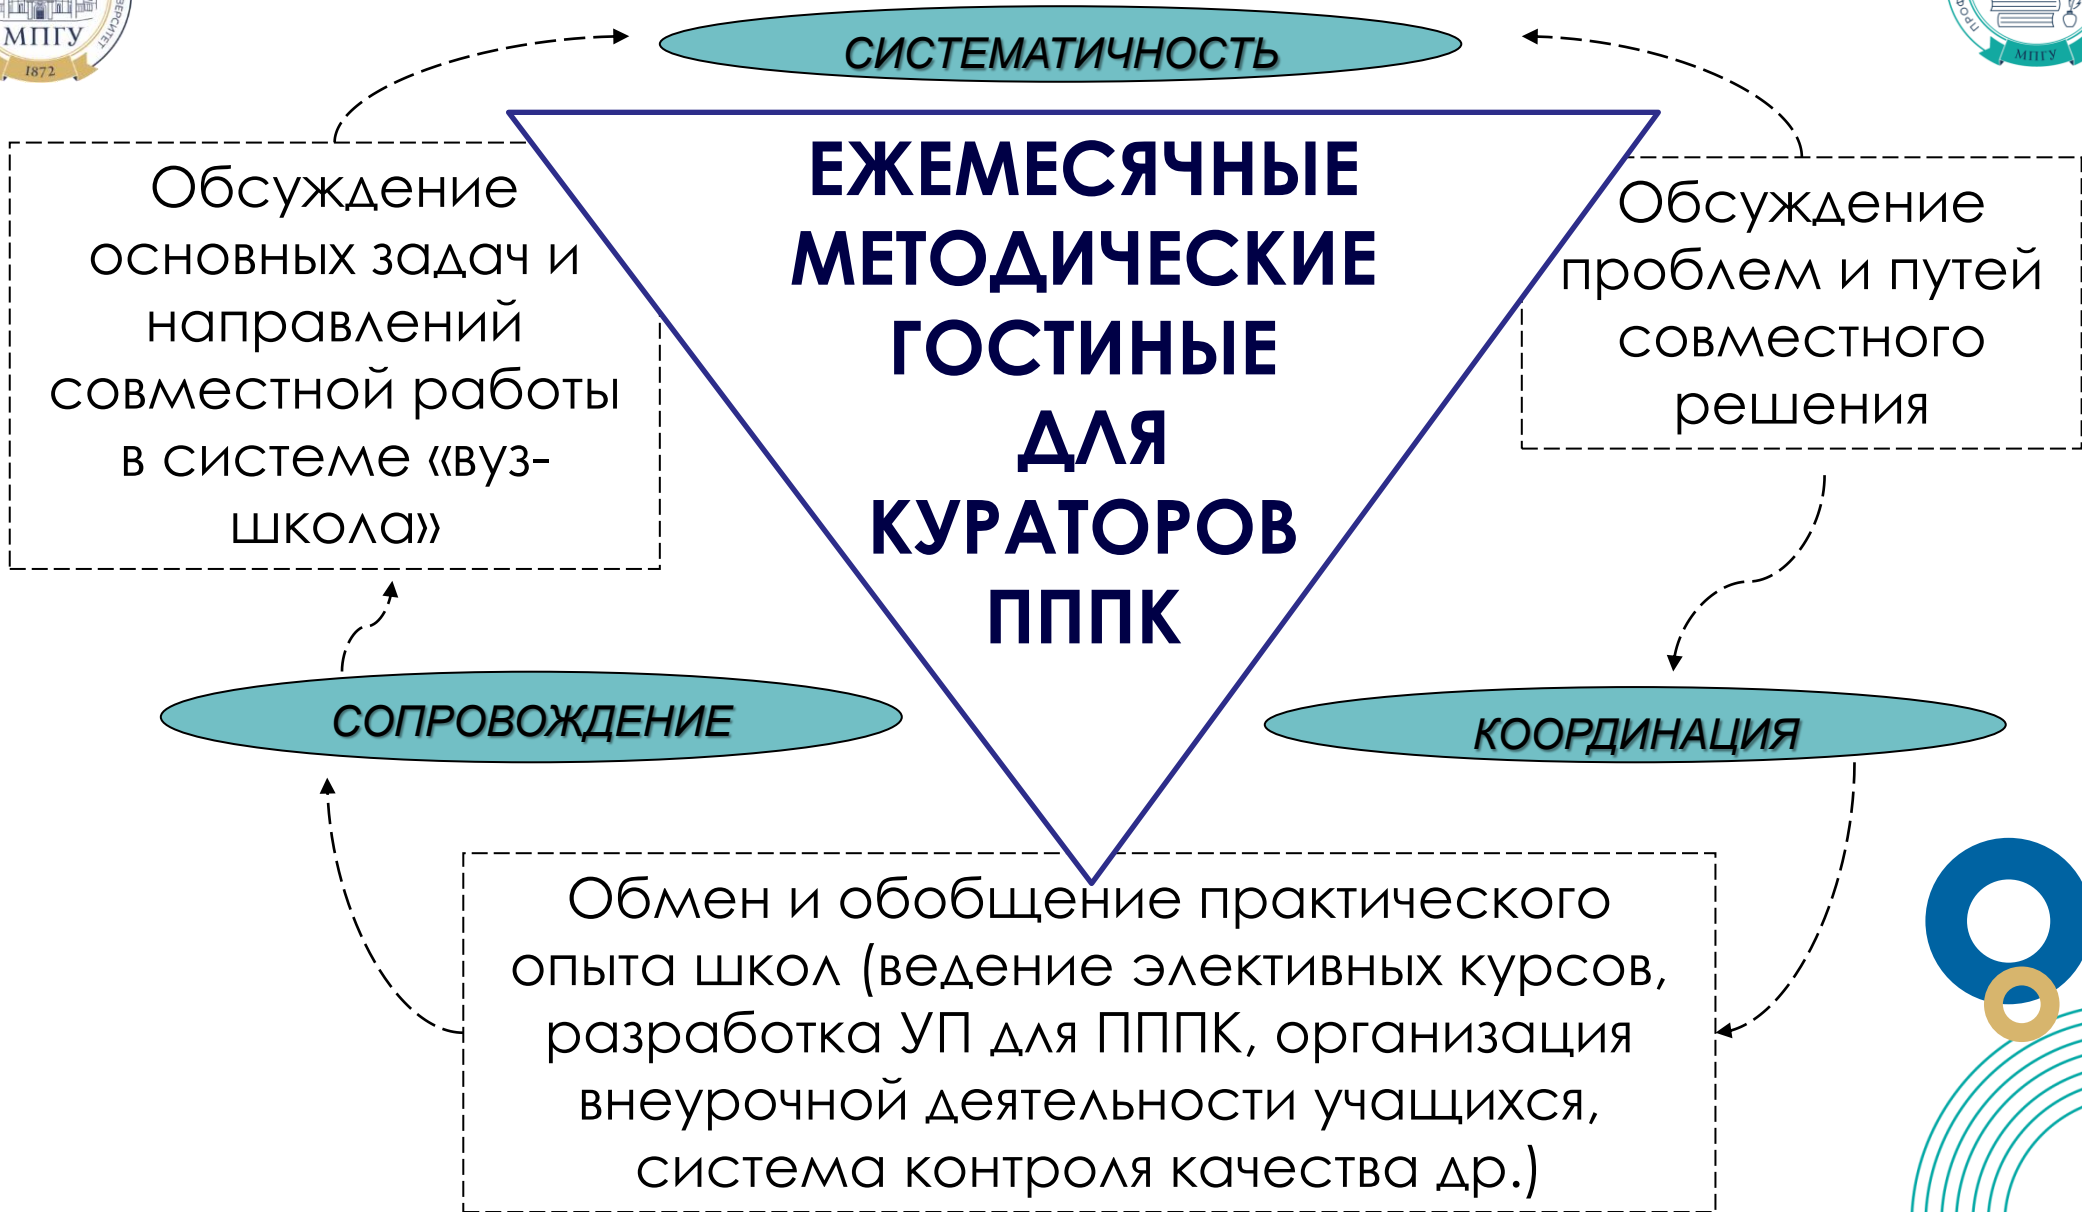 МПГУ
1872
МПГУ
СИСТЕМАТИЧНОСТЬ
ЕЖЕМЕСЯЧНЫЕ
МЕТОДИЧЕСКИЕ
ГОСТИНЫЕ
ДЛЯ
КУРАТОРОВ
ПППК
Обсуждение
основных задач и
направлений
совместной работы
в системе «вуз-
школа»
Обсуждение
проблем и путей
совместного
решения
СОПРОВОЖДЕНИЕ
КООРДИНАЦИЯ
Обмен и обобщение практического
опыта школ (ведение элективных курсов,
разработка УП для ПППК, организация
внеурочной деятельности учащихся,
система контроля качества др.)